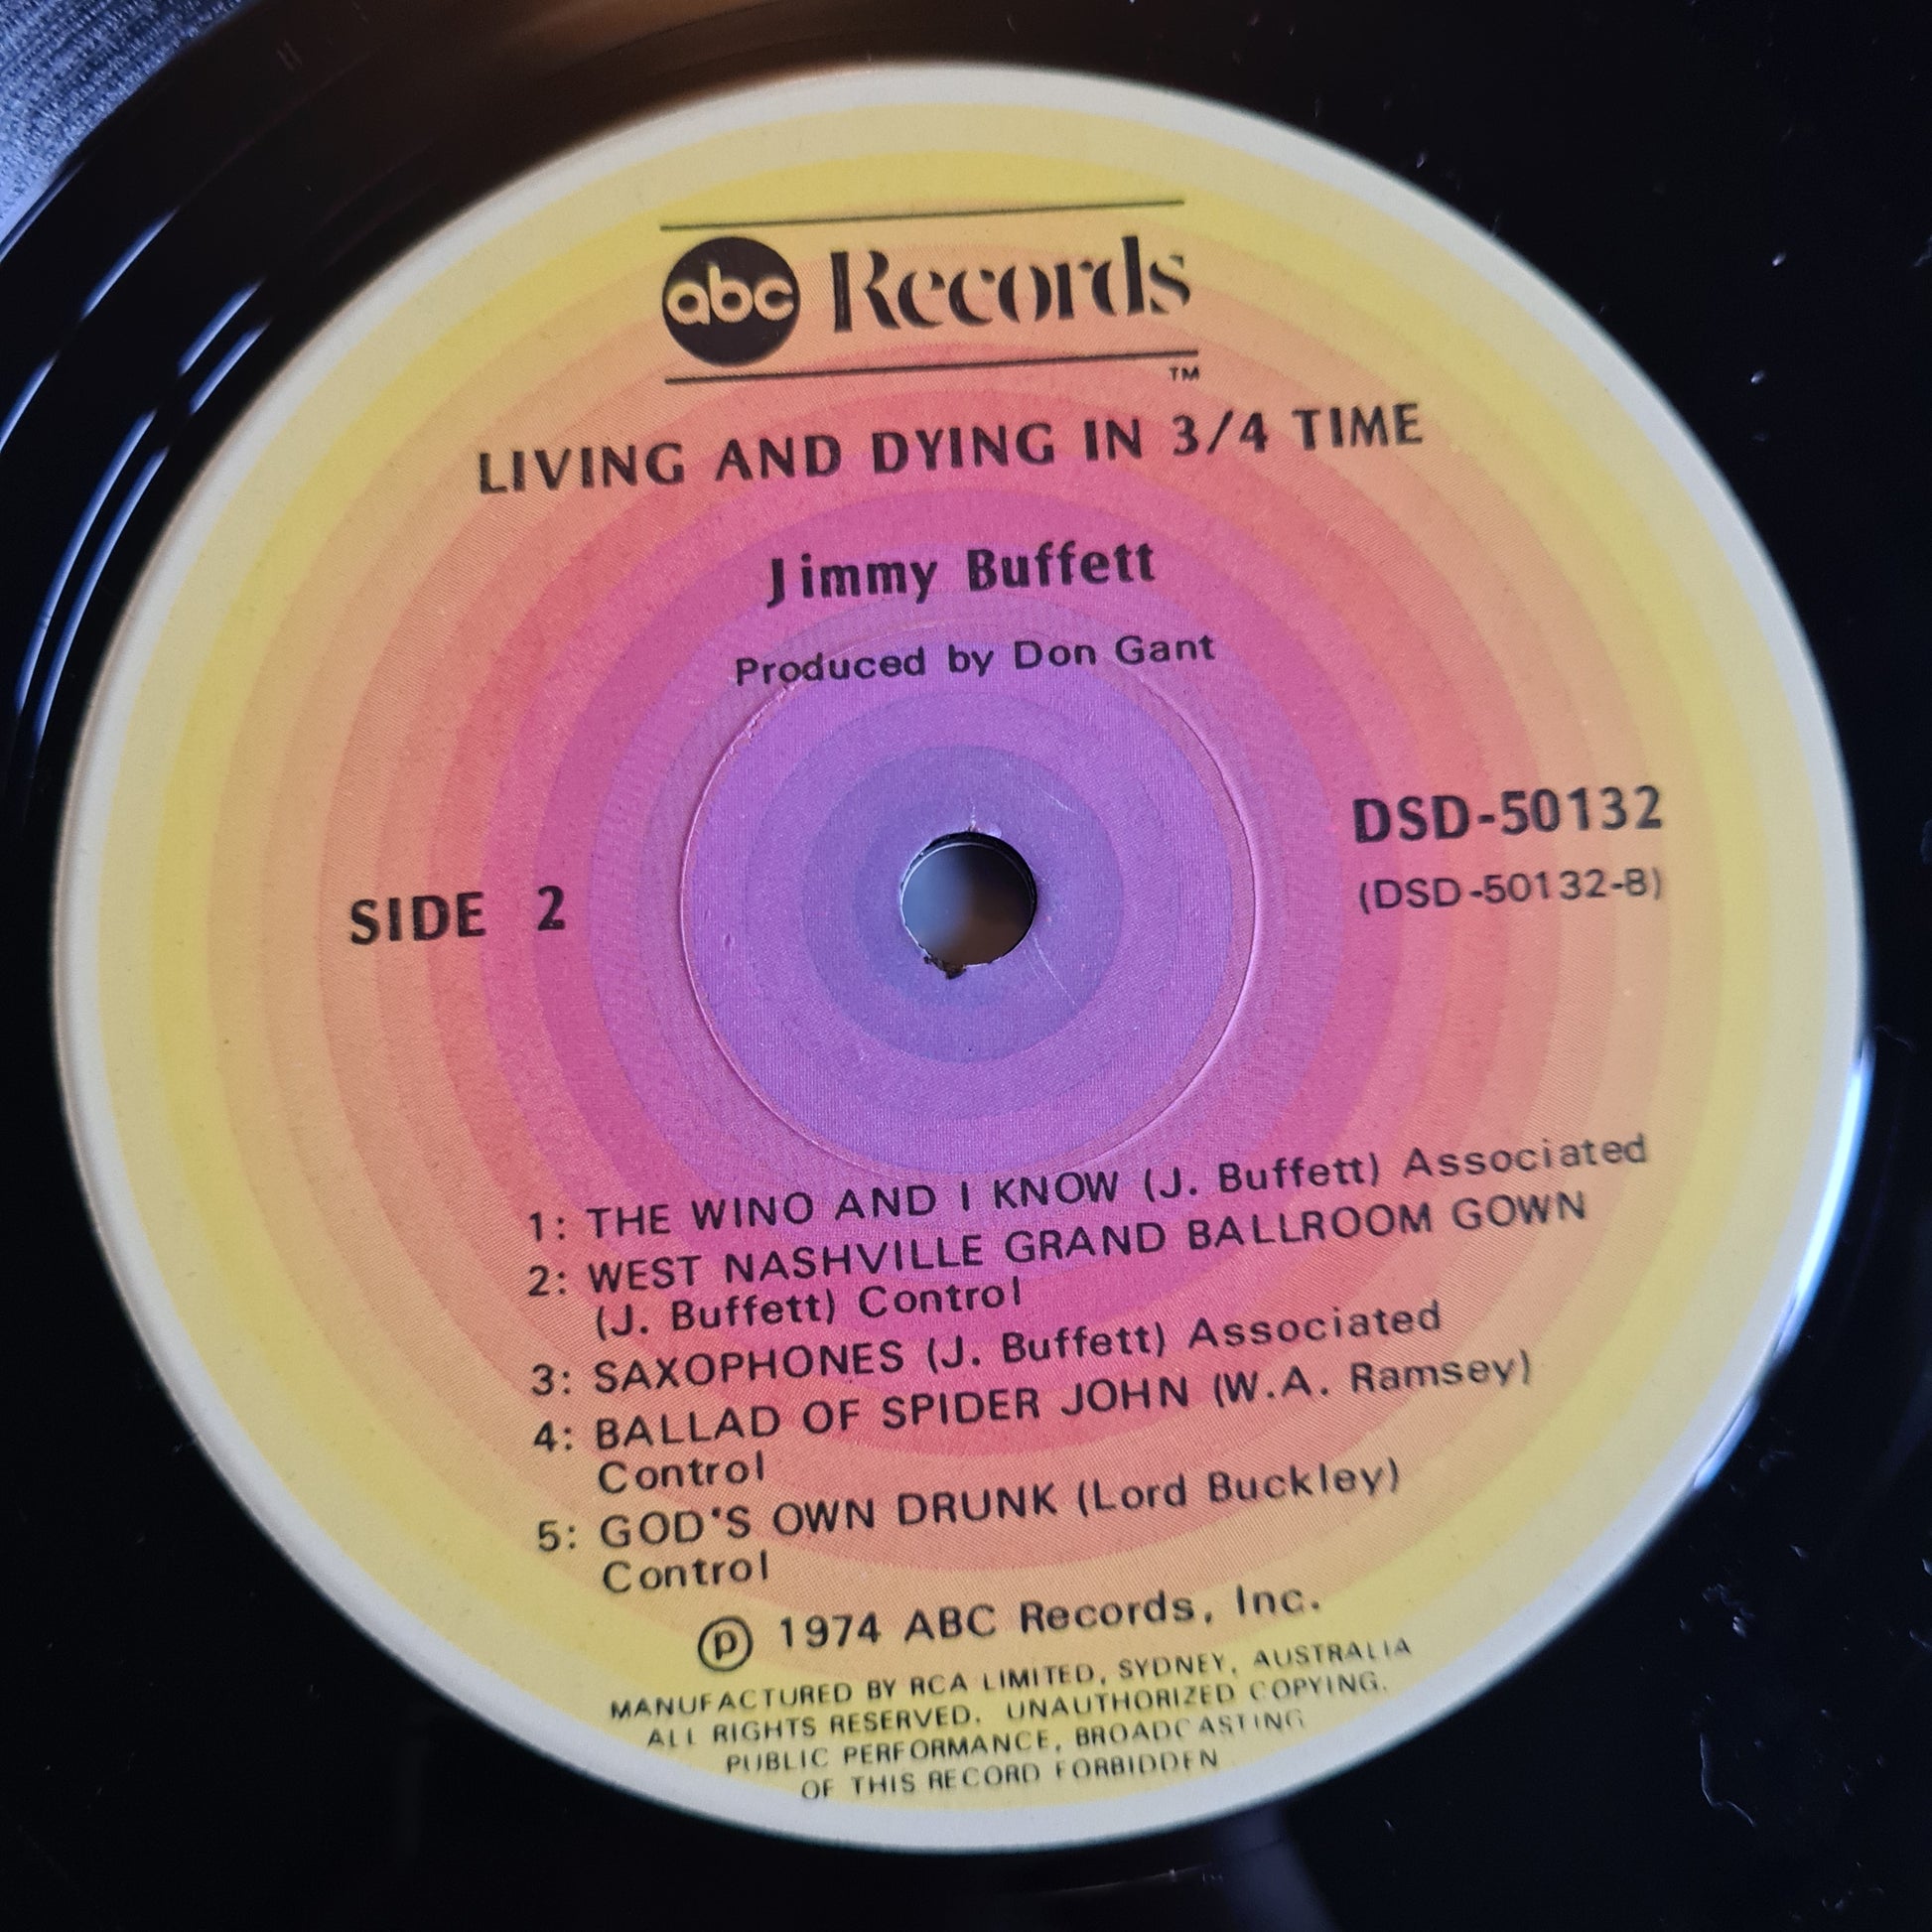 abc Records
TM
LIVING AND DYING IN 3/4 TIME
Jimmy Buffett
Produced by Don Gant
DSD-50132
(DSD-50132-B)
SIDE 2
1: THE WINO AND I KNOW (J. Buffett) Associated
2: WEST NASHVILLE GRAND BALLROOM GOWN
(J. Buffett) Control
3: SAXOPHONES (J. Buffett) Associated
4: BALLAD OF SPIDER JOHN (W.A. Ramsey)
Control
5: GOD'S OWN DRUNK (Lord Buckley)
Control
℗ 1974 ABC Records, Inc.
MANUFACTURED BY RCA LIMITED, SYDNEY, AUSTRALIA
ALL RIGHTS RESERVED. UNAUTHORIZED COPYING.
PUBLIC PERFORMANCE, BROADCASTING
OF THIS RECORD FORBIDDEN